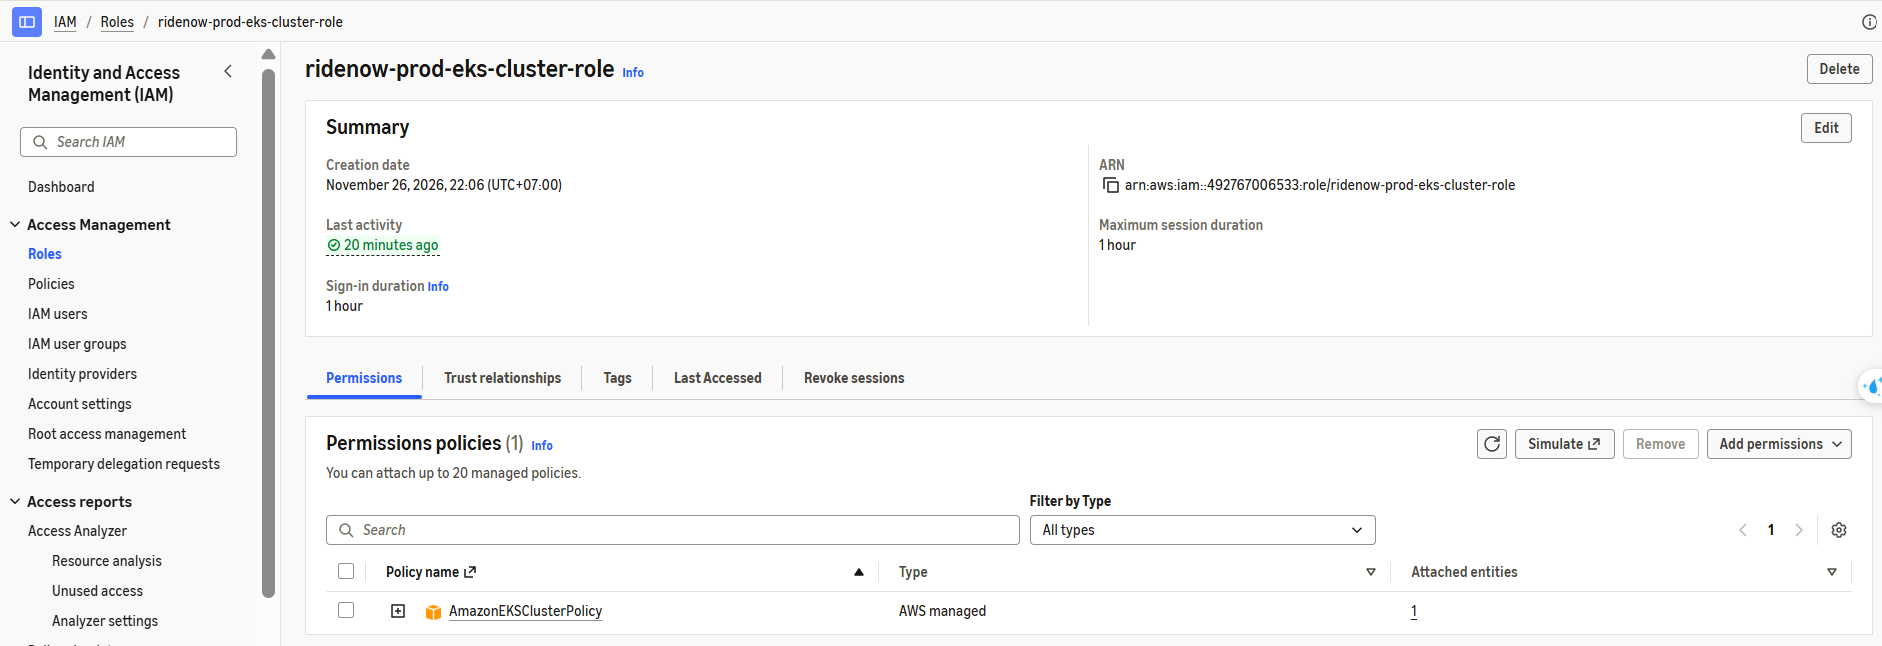 IAM / Roles / ridenow-prod-eks-cluster-role
Identity and Access
Management (IAM)
Search IAM
Dashboard
Access Management
Roles
Policies
IAM users
IAM user groups
Identity providers
Account settings
Root access management
Temporary delegation requests
Access reports
Access Analyzer
Resource analysis
Unused access
Analyzer settings
ridenow-prod-eks-cluster-role Info
Delete
Summary
Edit
Creation date
November 26, 2026, 22:06 (UTC+07:00)
ARN
arn:aws:iam::492767006533:role/ridenow-prod-eks-cluster-role
Last activity
20 minutes ago
Maximum session duration
1 hour
Sign-in duration Info
1 hour
Permissions Trust relationships Tags Last Accessed Revoke sessions
Permissions policies (1) Info
Simulate Remove Add permissions
You can attach up to 20 managed policies.
Filter by Type
Search All types 1
Policy name Type Attached entities
AmazonEKSClusterPolicy AWS managed 1